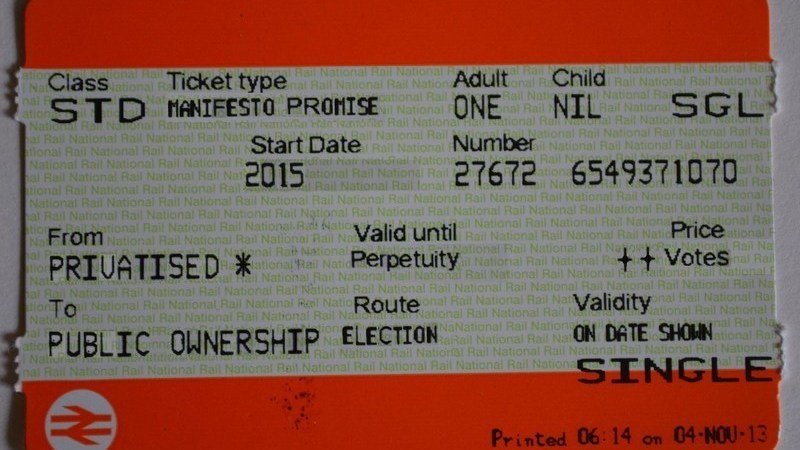 Class Ticket type Adult Child
STD MANIFESTO PROMISE ONE NIL SGL
Start Date Number
2015 27672 6549371070
From Valid until Price
PRIVATISED * Perpetuity ++ Votes
To Route Validity
PUBLIC OWNERSHIP ELECTION ON DATE SHOWN
SINGLE
Printed 06:14 on 04-NOV-13